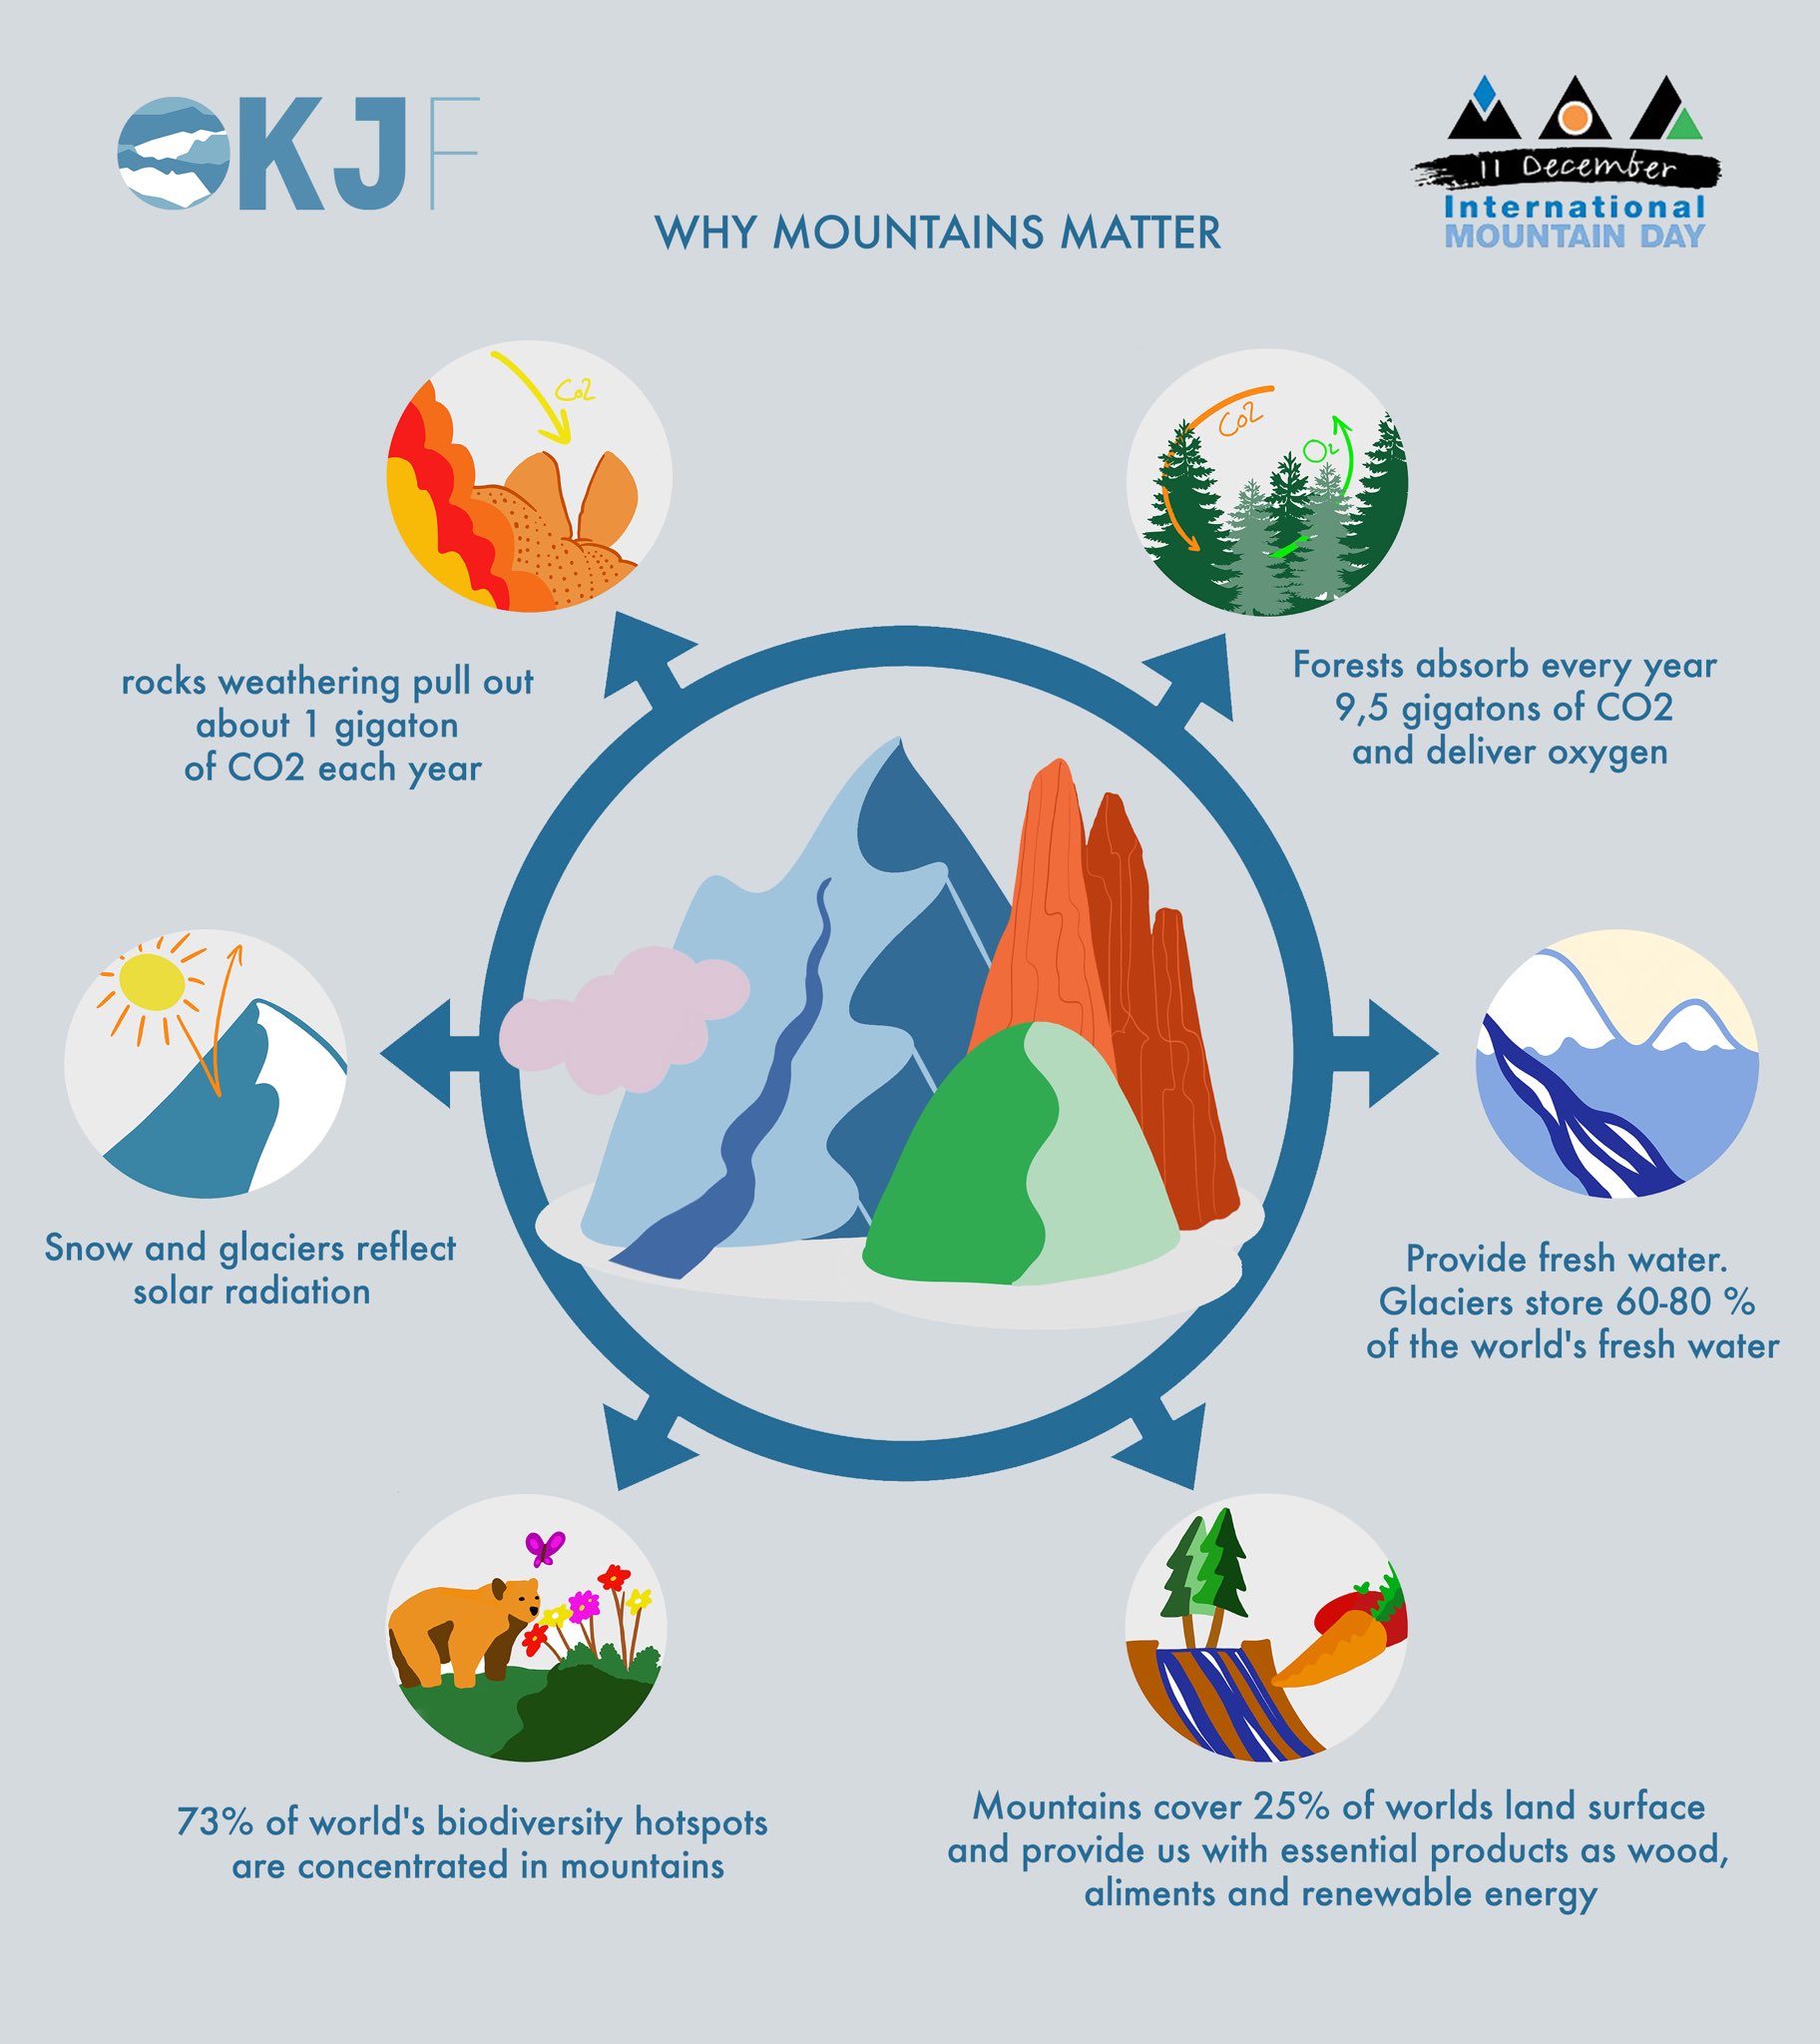 KJF
11 December
International
MOUNTAIN DAY
WHY MOUNTAINS MATTER
Co2
Co2
O2
rocks weathering pull out
about 1 gigaton
of CO2 each year
Forests absorb every year
9,5 gigatons of CO2
and deliver oxygen
Snow and glaciers reflect
solar radiation
Provide fresh water.
Glaciers store 60-80 %
of the world's fresh water
73% of world's biodiversity hotspots
are concentrated in mountains
Mountains cover 25% of worlds land surface
and provide us with essential products as wood,
aliments and renewable energy